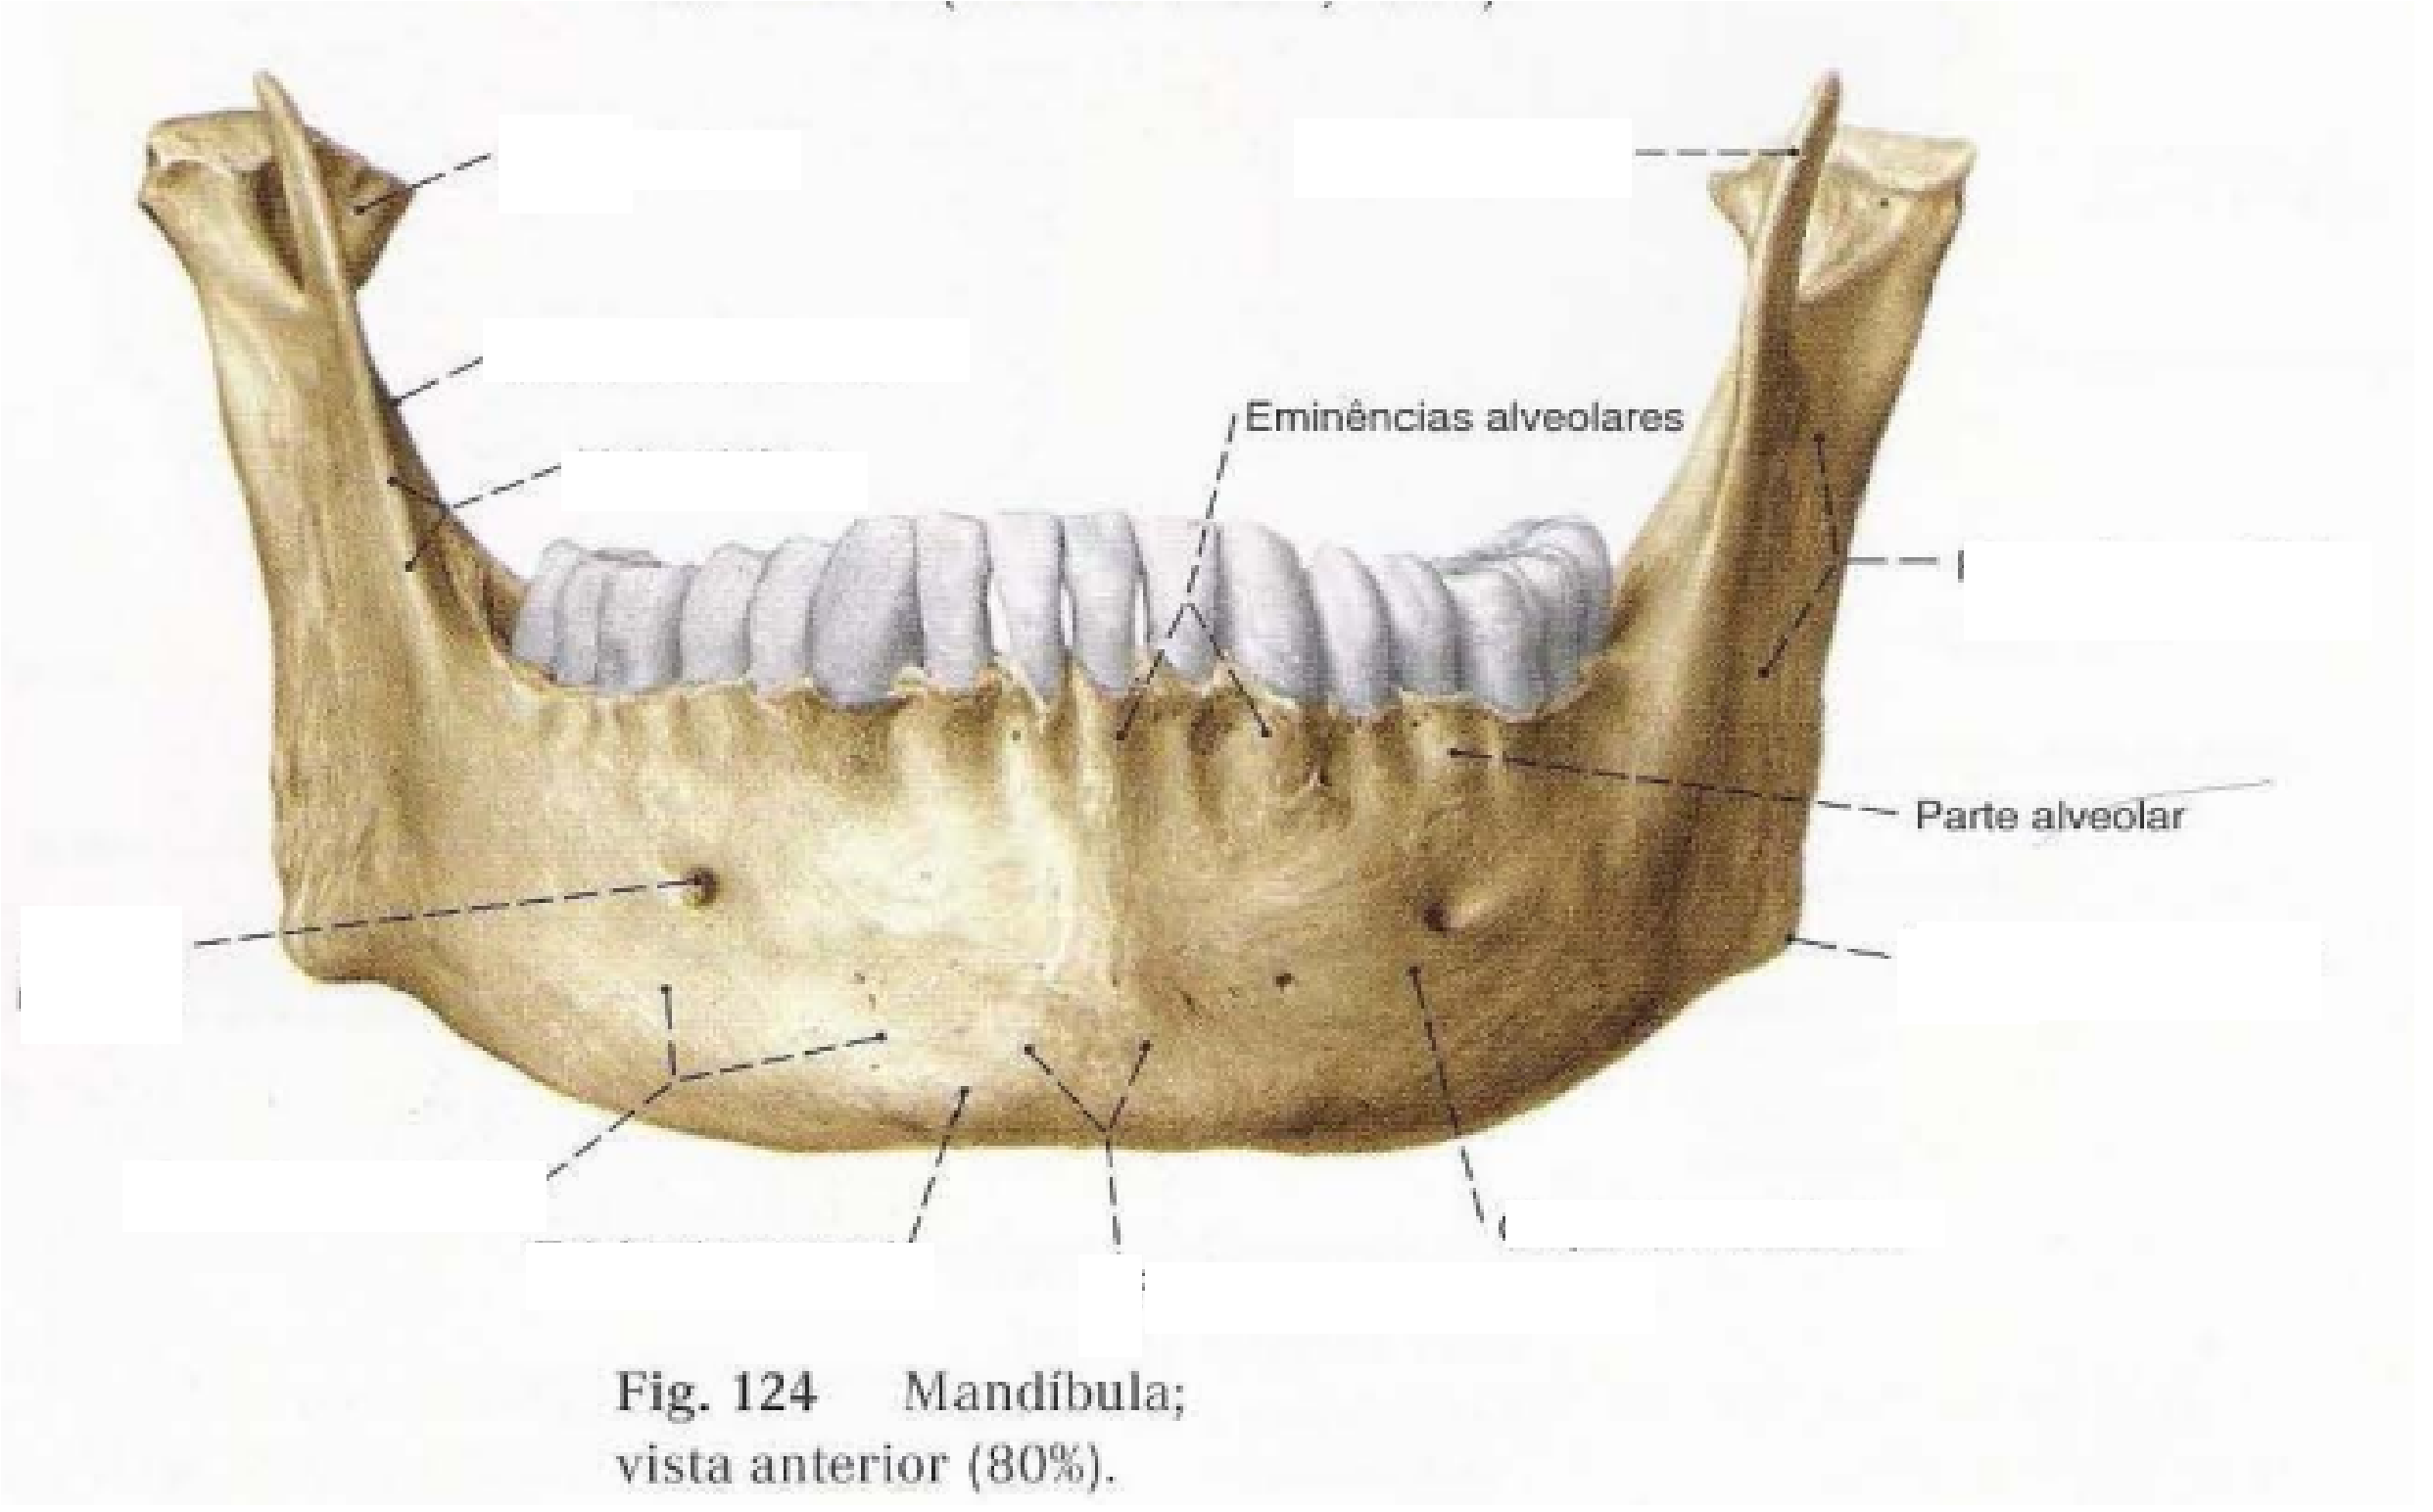 Eminências alveolares
Parte alveolar
Fig. 124 Mandíbula;
vista anterior (80%).